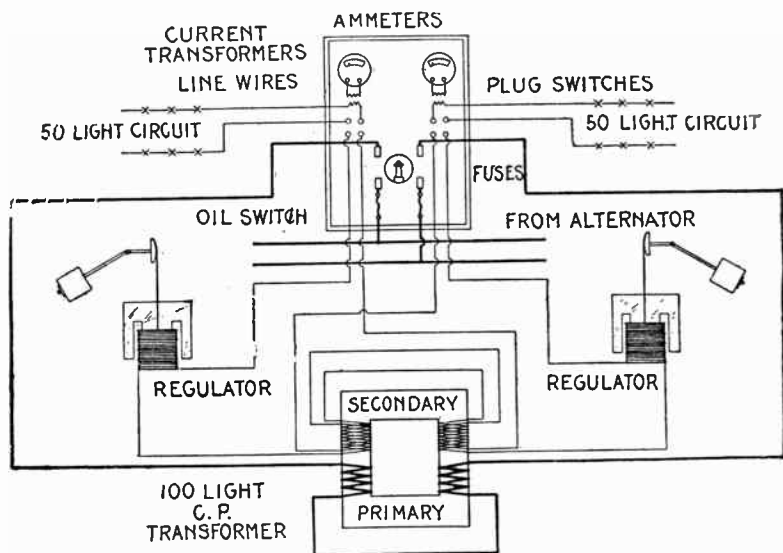 AMMETERS
CURRENT
TRANSFORMERS
LINE WIRES
PLUG SWITCHES
50 LIGHT CIRCUIT
50 LIGHT CIRCUIT
FUSES
OIL SWITCH
FROM ALTERNATOR
REGULATOR
REGULATOR
SECONDARY
100 LIGHT
C.P.
TRANSFORMER
PRIMARY